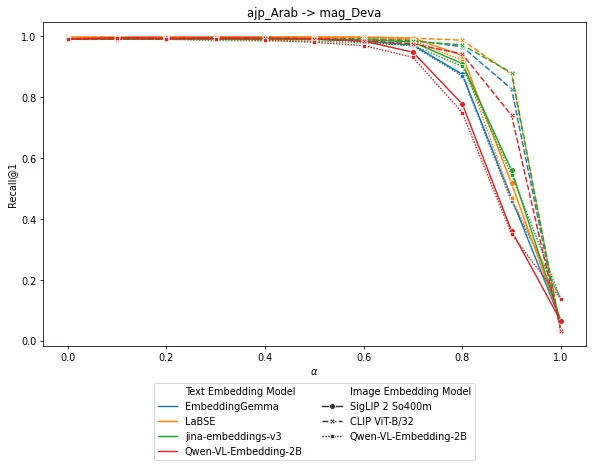 ajp_Arab -> mag_Deva
Recall@1
1.0
0.8
0.6
0.4
0.2
0.0
0.0 0.2 0.4 0.6 0.8 1.0
α
Text Embedding Model
EmbeddingGemma
LaBSE
jina-embeddings-v3
Qwen-VL-Embedding-2B
Image Embedding Model
SigLIP 2 So400m
CLIP ViT-B/32
Qwen-VL-Embedding-2B